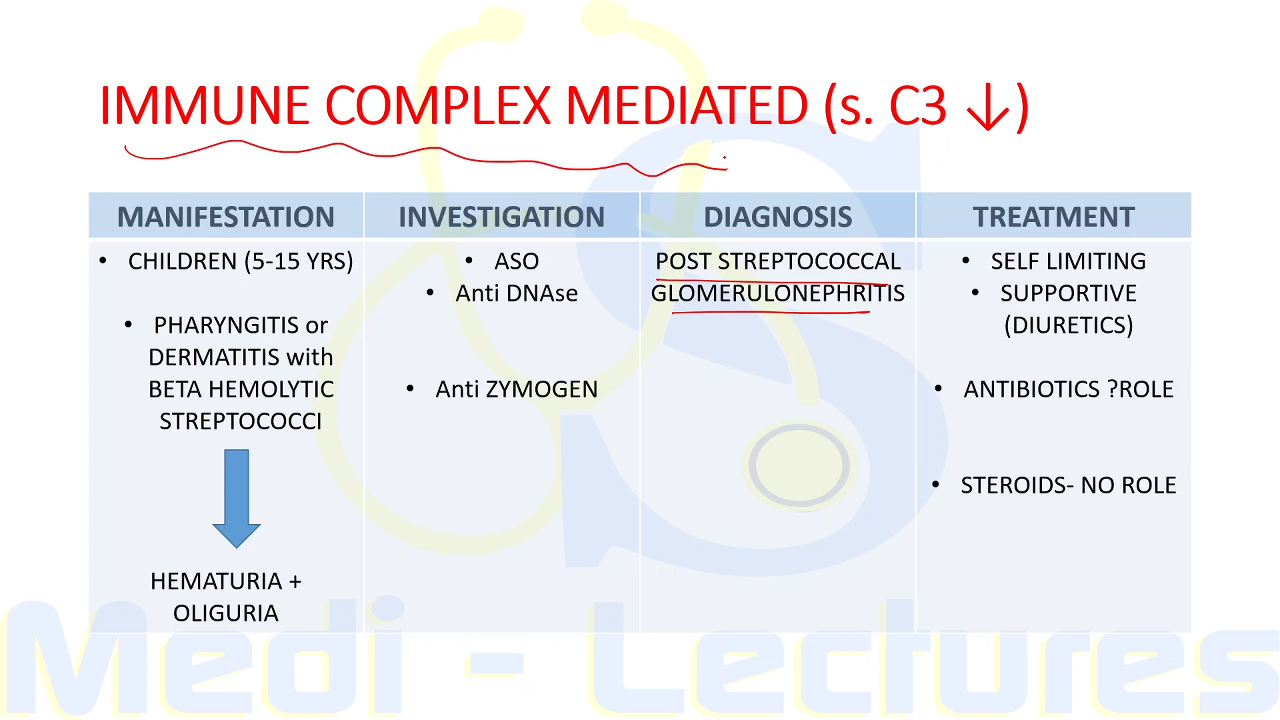 IMMUNE COMPLEX MEDIATED (s. C3 ↓)
MANIFESTATION
INVESTIGATION
DIAGNOSIS
TREATMENT
• CHILDREN (5-15 YRS)
• PHARYNGITIS or
DERMATITIS with
BETA HEMOLYTIC
STREPTOCOCCI
HEMATURIA +
OLIGURIA
• ASO
• Anti DNAse
• Anti ZYMOGEN
POST STREPTOCOCCAL
GLOMERULONEPHRITIS
• SELF LIMITING
• SUPPORTIVE
(DIURETICS)
• ANTIBIOTICS ?ROLE
• STEROIDS- NO ROLE
Medi - Lectures